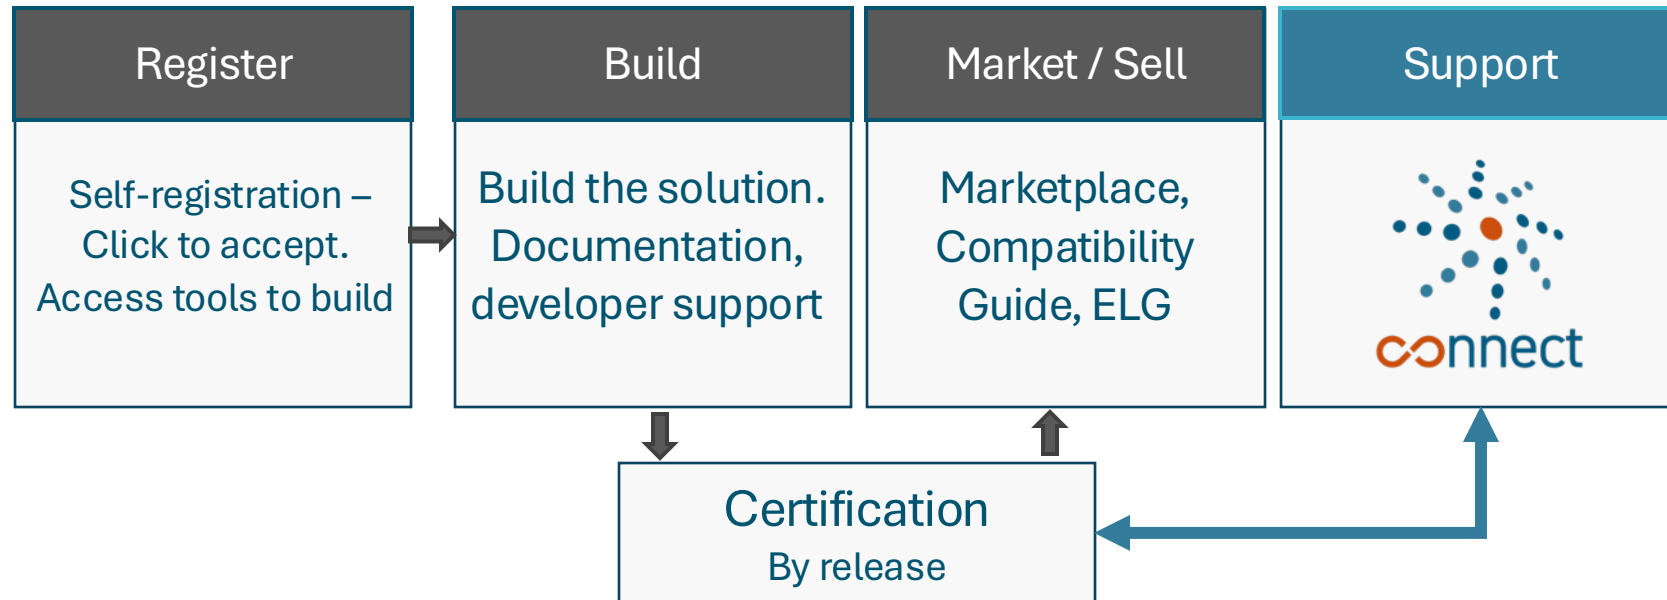 Register
Self-registration –
Click to accept.
Access tools to build
Build
Build the solution.
Documentation,
developer support
Market / Sell
Marketplace,
Compatibility
Guide, ELG
Support
connect
Certification
By release